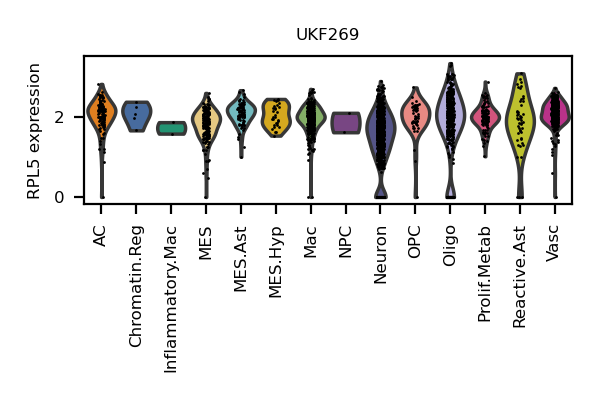 UKF269
RPL5 expression
2
0
AC
Chromatin.Reg
Inflammatory.Mac
MES
MES.Ast
MES.Hyp
Mac
NPC
Neuron
OPC
Oligo
Prolif.Metab
Reactive.Ast
Vasc